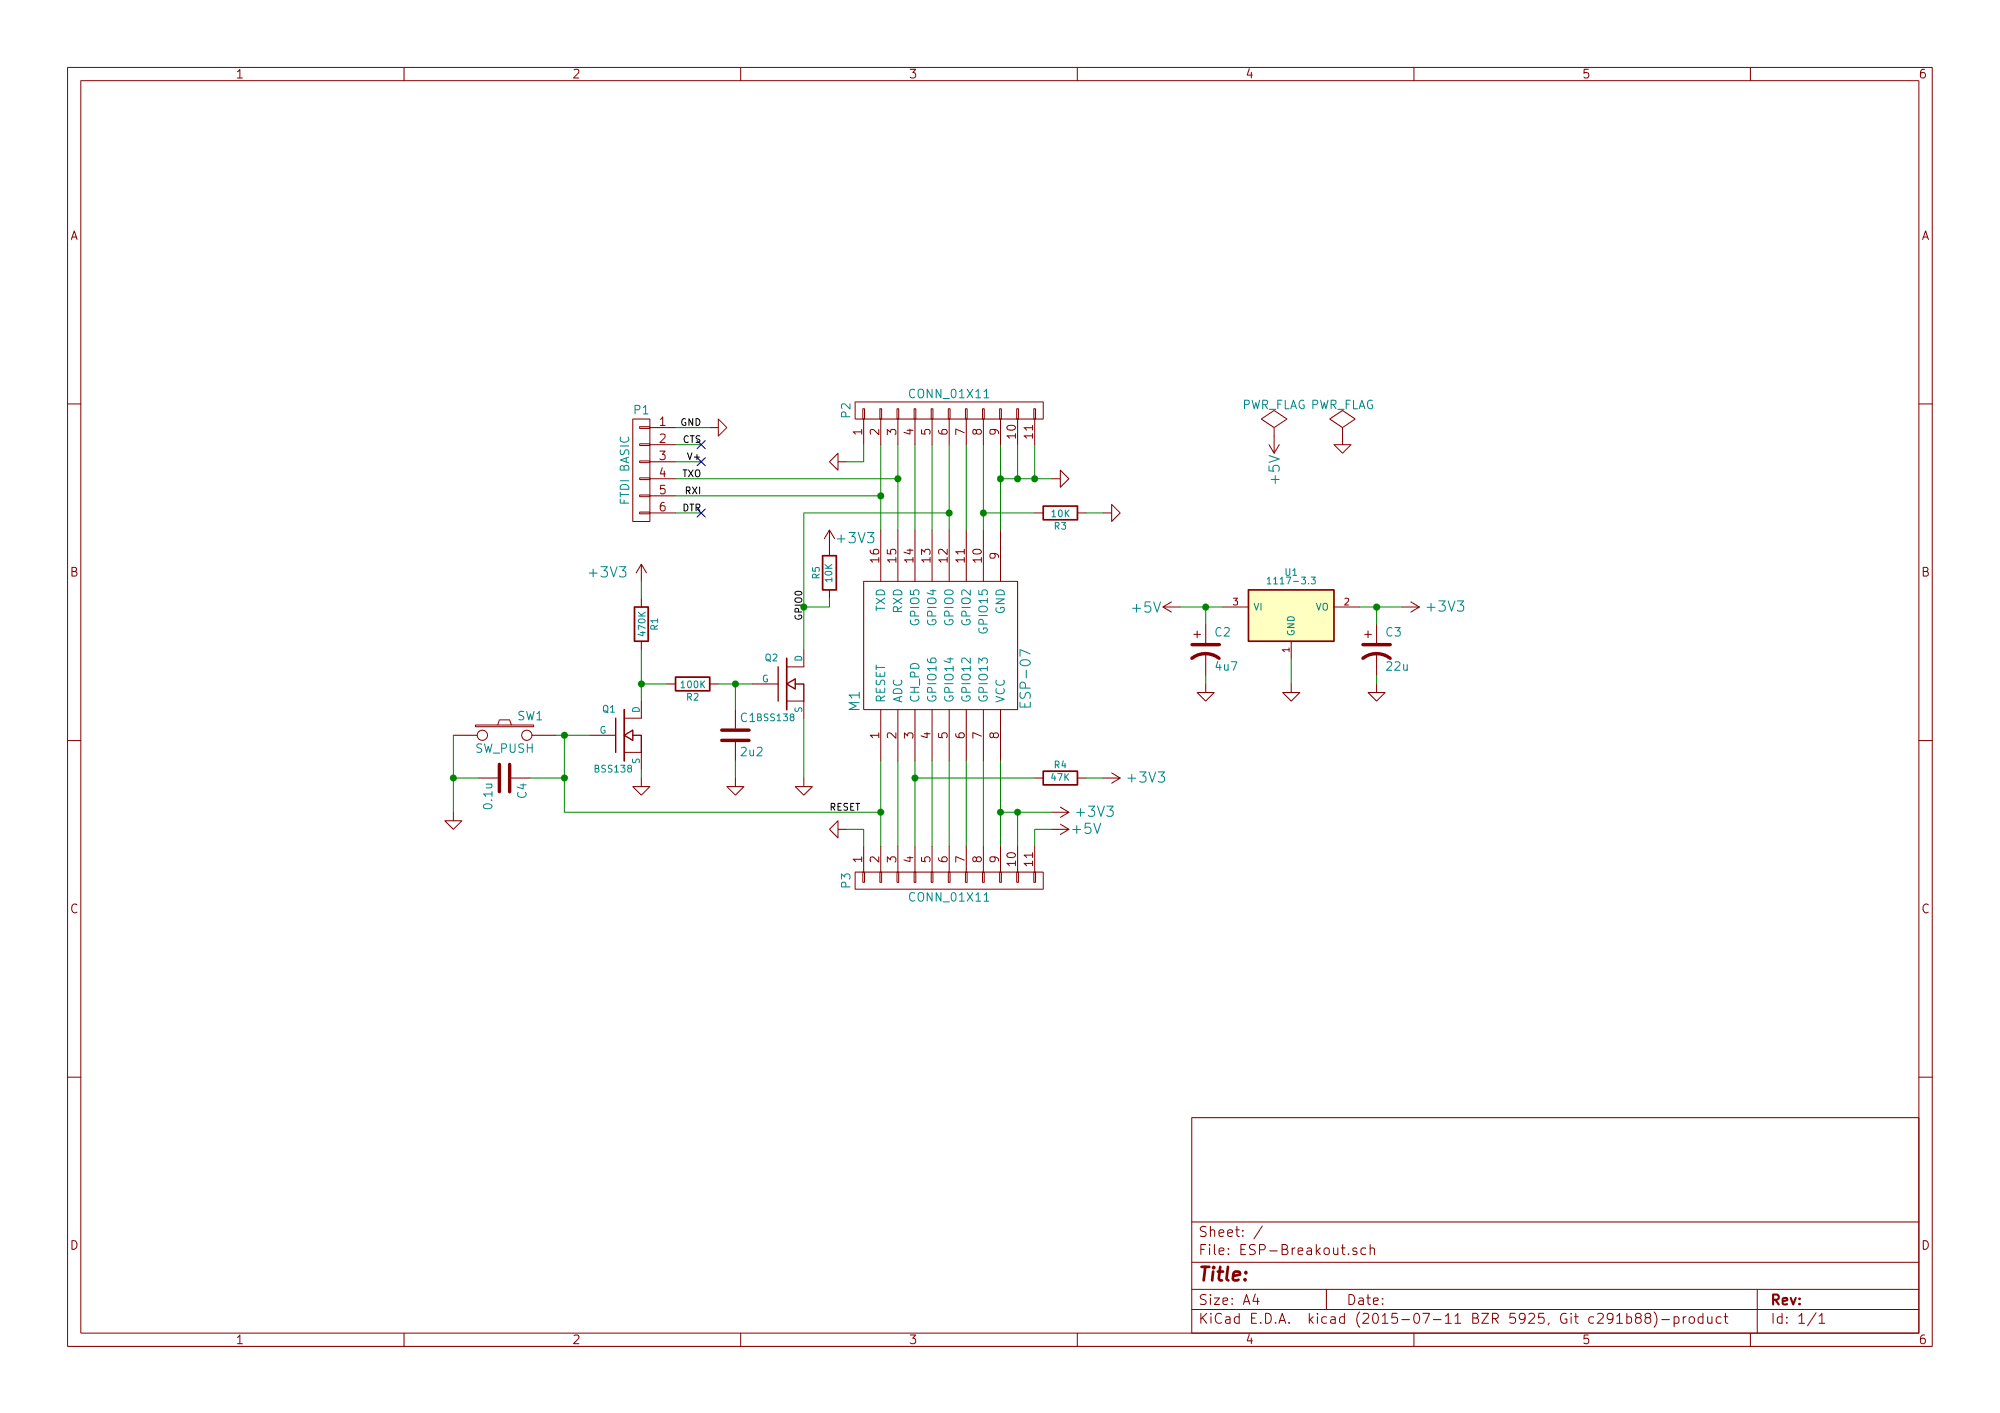 1 2 3 4 5 6
A A
B B
C C
D D
P1
FTDI BASIC
1 GND
2 CTS
3 V+
4 TXO
5 RXI
6 DTR
CONN_01X11
P2
1 2 3 4 5 6 7 8 9 10 11
PWR_FLAG PWR_FLAG
+5V
10K
R3
+3V3
R5
10K
GPIO0
16 15 14 13 12 11 10 9
TXD RXD GPIO5 GPIO4 GPIO0 GPIO2 GPIO15 GND
RESET ADC CH_PD GPIO16 GPIO14 GPIO12 GPIO13 VCC
M1
ESP-07
1 2 3 4 5 6 7 8
+3V3
470K
R1
100K
R2
Q2
D
G
S
BSS138
C1
2u2
Q1
D
G
S
BSS138
SW1
SW_PUSH
0.1u
C4
RESET
R4
47K
+3V3
+3V3
+5V
1 2 3 4 5 6 7 8 9 10 11
P3
CONN_01X11
U1
1117-3.3
+5V
3 VI
VO 2
GND
1
+3V3
+ C2
4u7
+ C3
22u
Sheet: /
File: ESP-Breakout.sch
Title:
Size: A4 Date: Rev:
KiCad E.D.A. kicad (2015-07-11 BZR 5925, Git c291b88)-product Id: 1/1
1 2 3 4 5 6